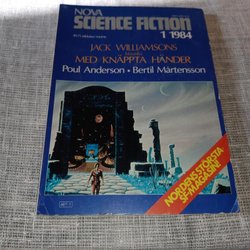 NOVA
SCIENCE FICTION
1 1984
JACK WILLIAMSONS
MED KNÄPPTA HÄNDER
Poul Anderson • Bertil Mårtensson
NORDENS STÖRSTA
SF-MAGASIN!